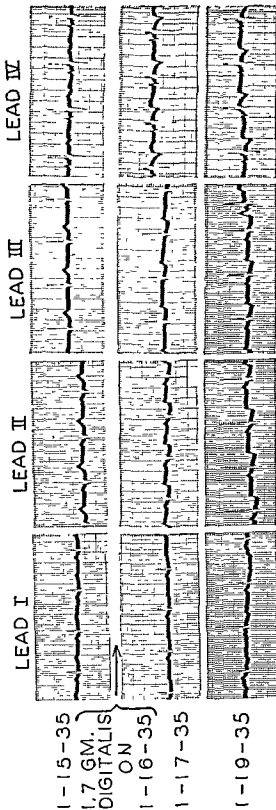 LEAD I
LEAD II
LEAD III
LEAD IV
1-15-35
1.7 GM.
DIGITALIS
ON
1-16-35
1-17-35
1-19-35